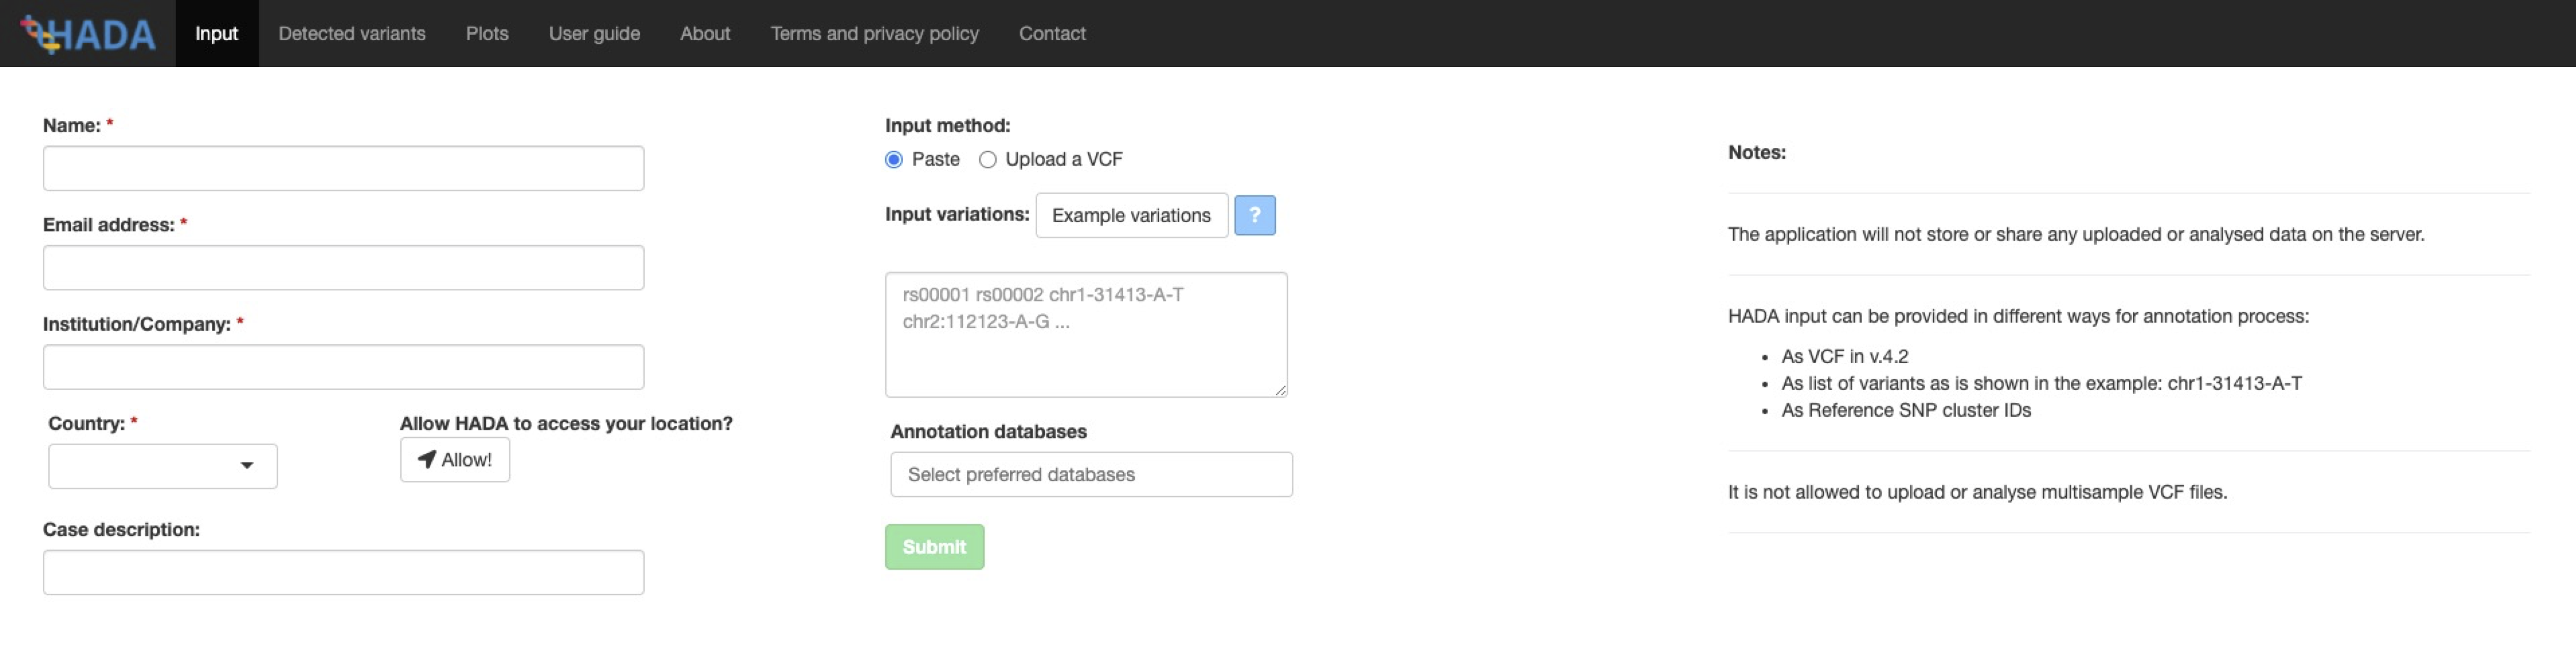 HADA
Input
Detected variants
Plots
User guide
About
Terms and privacy policy
Contact
Name: *
Email address: *
Institution/Company: *
Country: *
Allow HADA to access your location?
Allow!
Case description:
Input method:
Paste
Upload a VCF
Input variations:
Example variations
?
rs00001 rs00002 chr1-31413-A-T
chr2:112123-A-G ...
Annotation databases
Select preferred databases
Submit
Notes:
The application will not store or share any uploaded or analysed data on the server.
HADA input can be provided in different ways for annotation process:
• As VCF in v.4.2
• As list of variants as is shown in the example: chr1-31413-A-T
• As Reference SNP cluster IDs
It is not allowed to upload or analyse multisample VCF files.